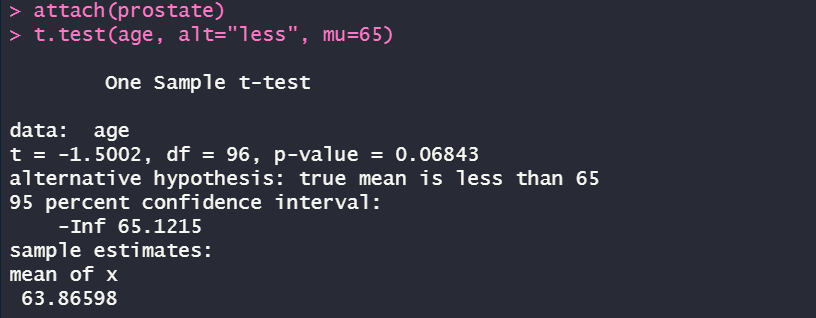 > attach(prostate)
> t.test(age, alt="less", mu=65)
One Sample t-test
data:  age
t = -1.5002, df = 96, p-value = 0.06843
alternative hypothesis: true mean is less than 65
95 percent confidence interval:
-Inf 65.1215
sample estimates:
mean of x
63.86598